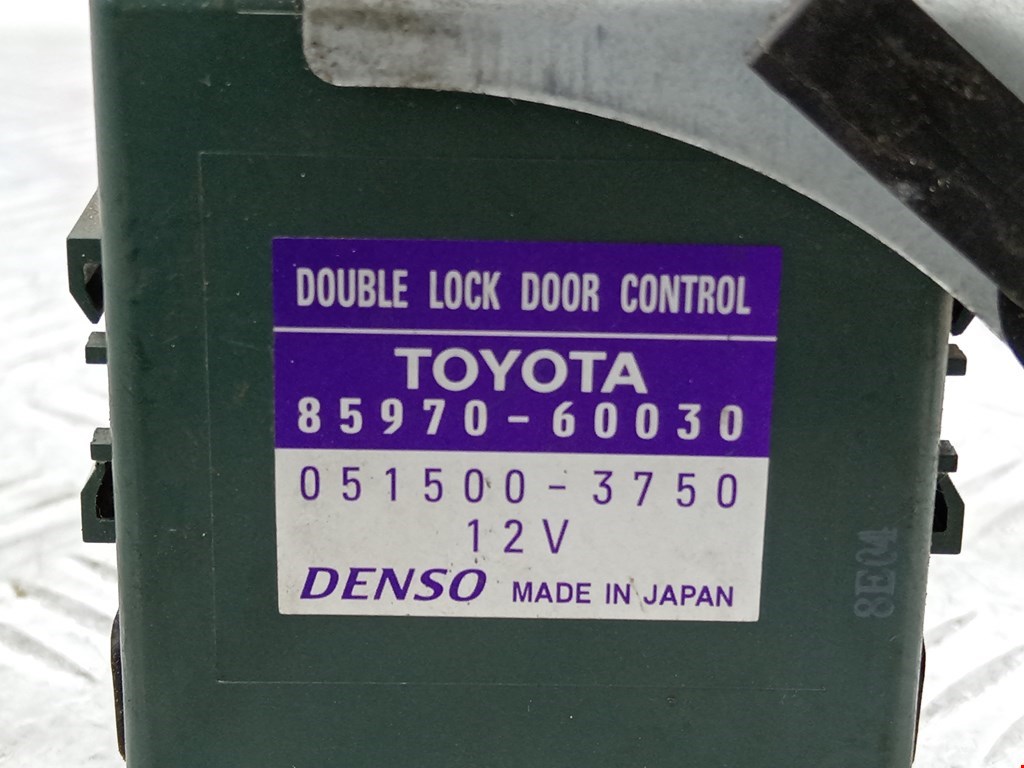 DOUBLE LOCK DOOR CONTROL
TOYOTA
85970-60030
051500-3750
12V
DENSO MADE IN JAPAN
8E04